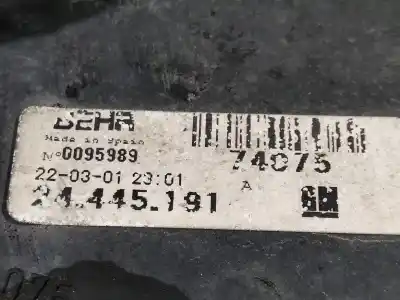 BEHR
Made in Spain
Nº0095989
74075
22-03-01 23:01
A
24.445.191
GM